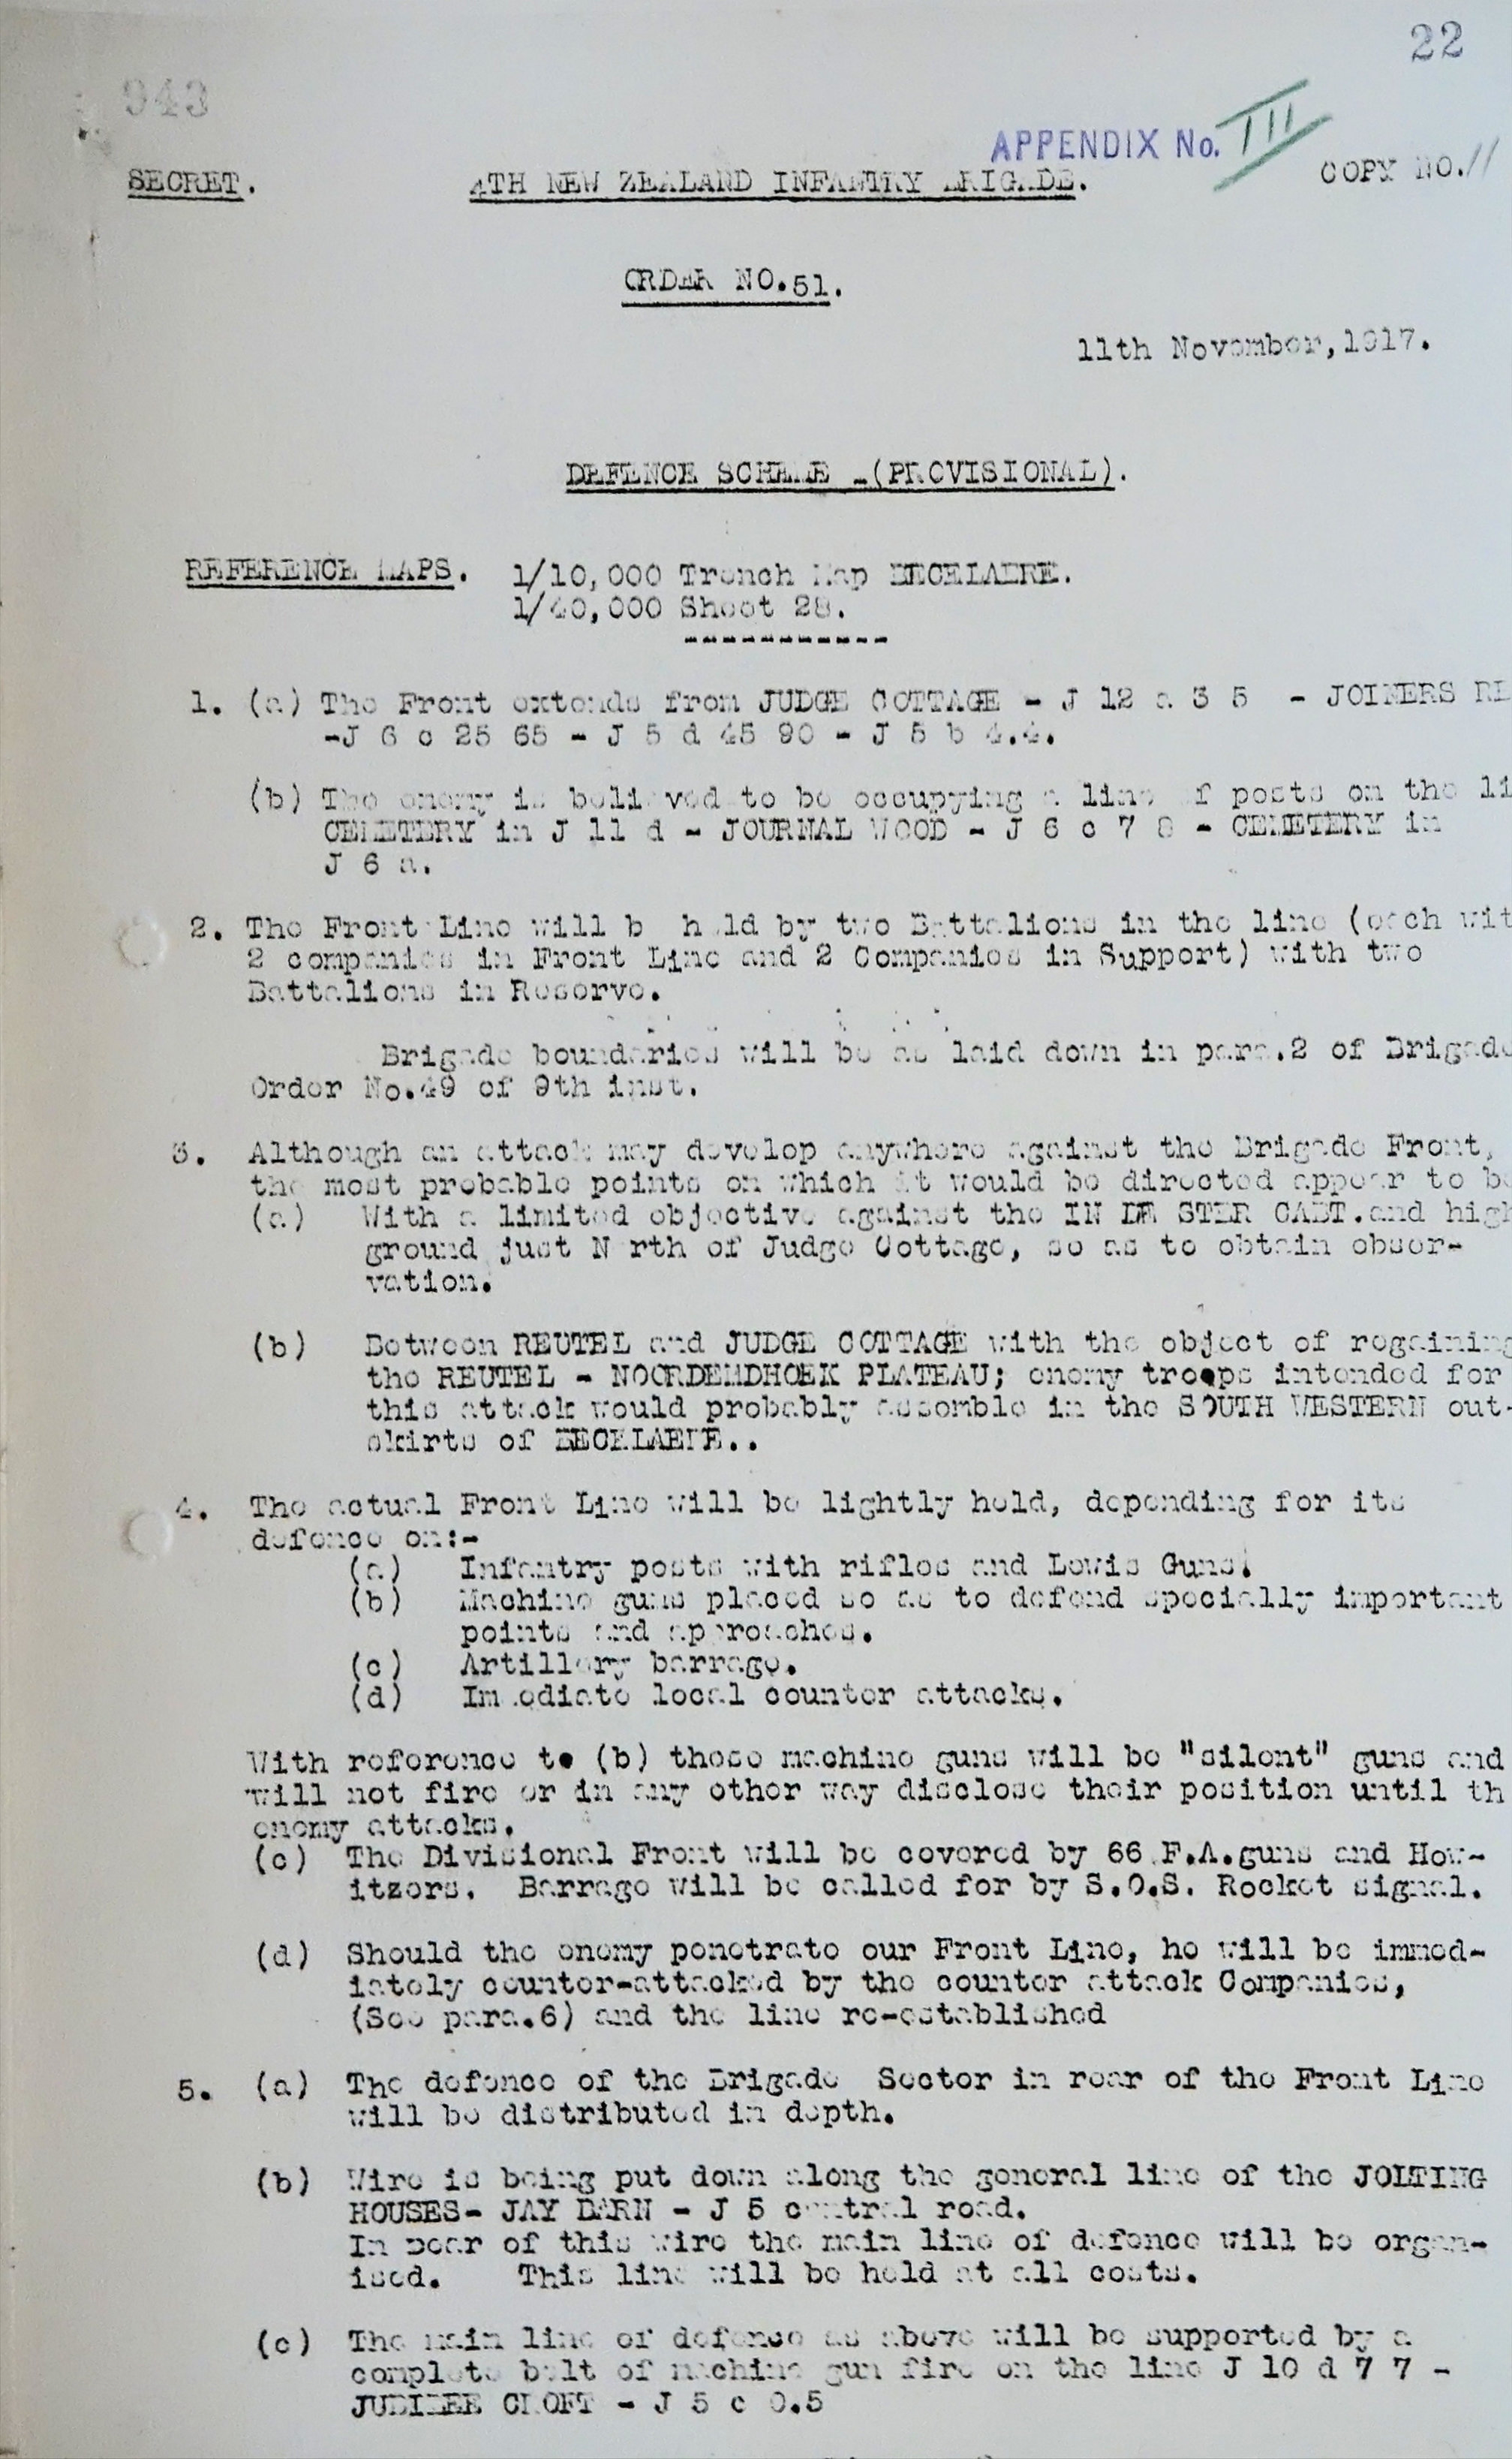 22
943
APPENDIX No. III
SECRET. 4TH NEW ZEALAND INFANTRY BRIGADE. COPY NO. 11
ORDER NO.51.
11th November,1917.
DEFENCE SCHEME -(PROVISIONAL).
REFERENCE MAPS. 1/10,000 Trench Map BECELAERE.
1/40,000 Sheet 28.
------------
1. (a) The Front extends from JUDGE COTTAGE - J 12 a 3 5 - JOINERS
-J 6 c 25 65 - J 5 d 45 90 - J 5 b 4.4.
(b) The enemy is believed to be occupying a line of posts on the li
CEMETERY in J 11 d - JOURNAL WOOD - J 6 c 7 8 - CEMETERY in
J 6 a.
2. The Front Line will be held by two Battalions in the line (each wit
2 companies in Front Line and 2 Companies in Support) with two
Battalions in Reserve.
Brigade boundaries will be as laid down in para.2 of Brigade
Order No.49 of 9th inst.
3. Although an attack may develop anywhere against the Brigade Front,
the most probable points on which it would be directed appear to be
(a) With a limited objective against the IN DE STER CABT.and high
ground just North of Judge Cottage, so as to obtain obser-
vation.
(b) Between REUTEL and JUDGE COTTAGE with the object of regaining
the REUTEL - NOORDEMDHOEK PLATEAU; enemy troops intended for
this attack would probably assemble in the SOUTH WESTERN out-
skirts of BECELAERE..
4. The actual Front Line will be lightly held, depending for its
defence on:-
(a) Infantry posts with rifles and Lewis Guns.
(b) Machine guns placed so as to defend specially important
points and approaches.
(c) Artillery barrage.
(d) Immediate local counter attacks.
With reference to (b) these machine guns will be "silent" guns and
will not fire or in any other way disclose their position until th
enemy attacks.
(c) The Divisional Front will be covered by 66 F.A.guns and How-
itzers. Barrage will be called for by S.O.S. Rocket signal.
(d) Should the enemy penetrate our Front Line, he will be immed-
iately counter-attacked by the counter attack Companies,
(See para.6) and the line re-established
5. (a) The defence of the Brigade Sector in rear of the Front Line
will be distributed in depth.
(b) Wire is being put down along the general line of the JOLTING
HOUSES- JAY BARN - J 5 central road.
In rear of this wire the main line of defence will be organ-
ised. This line will be held at all costs.
(c) The main line of defense as above will be supported by a
complete belt of machine gun fire on the line J 10 d 7 7 -
JUBILEE CROFT - J 5 c 0.5